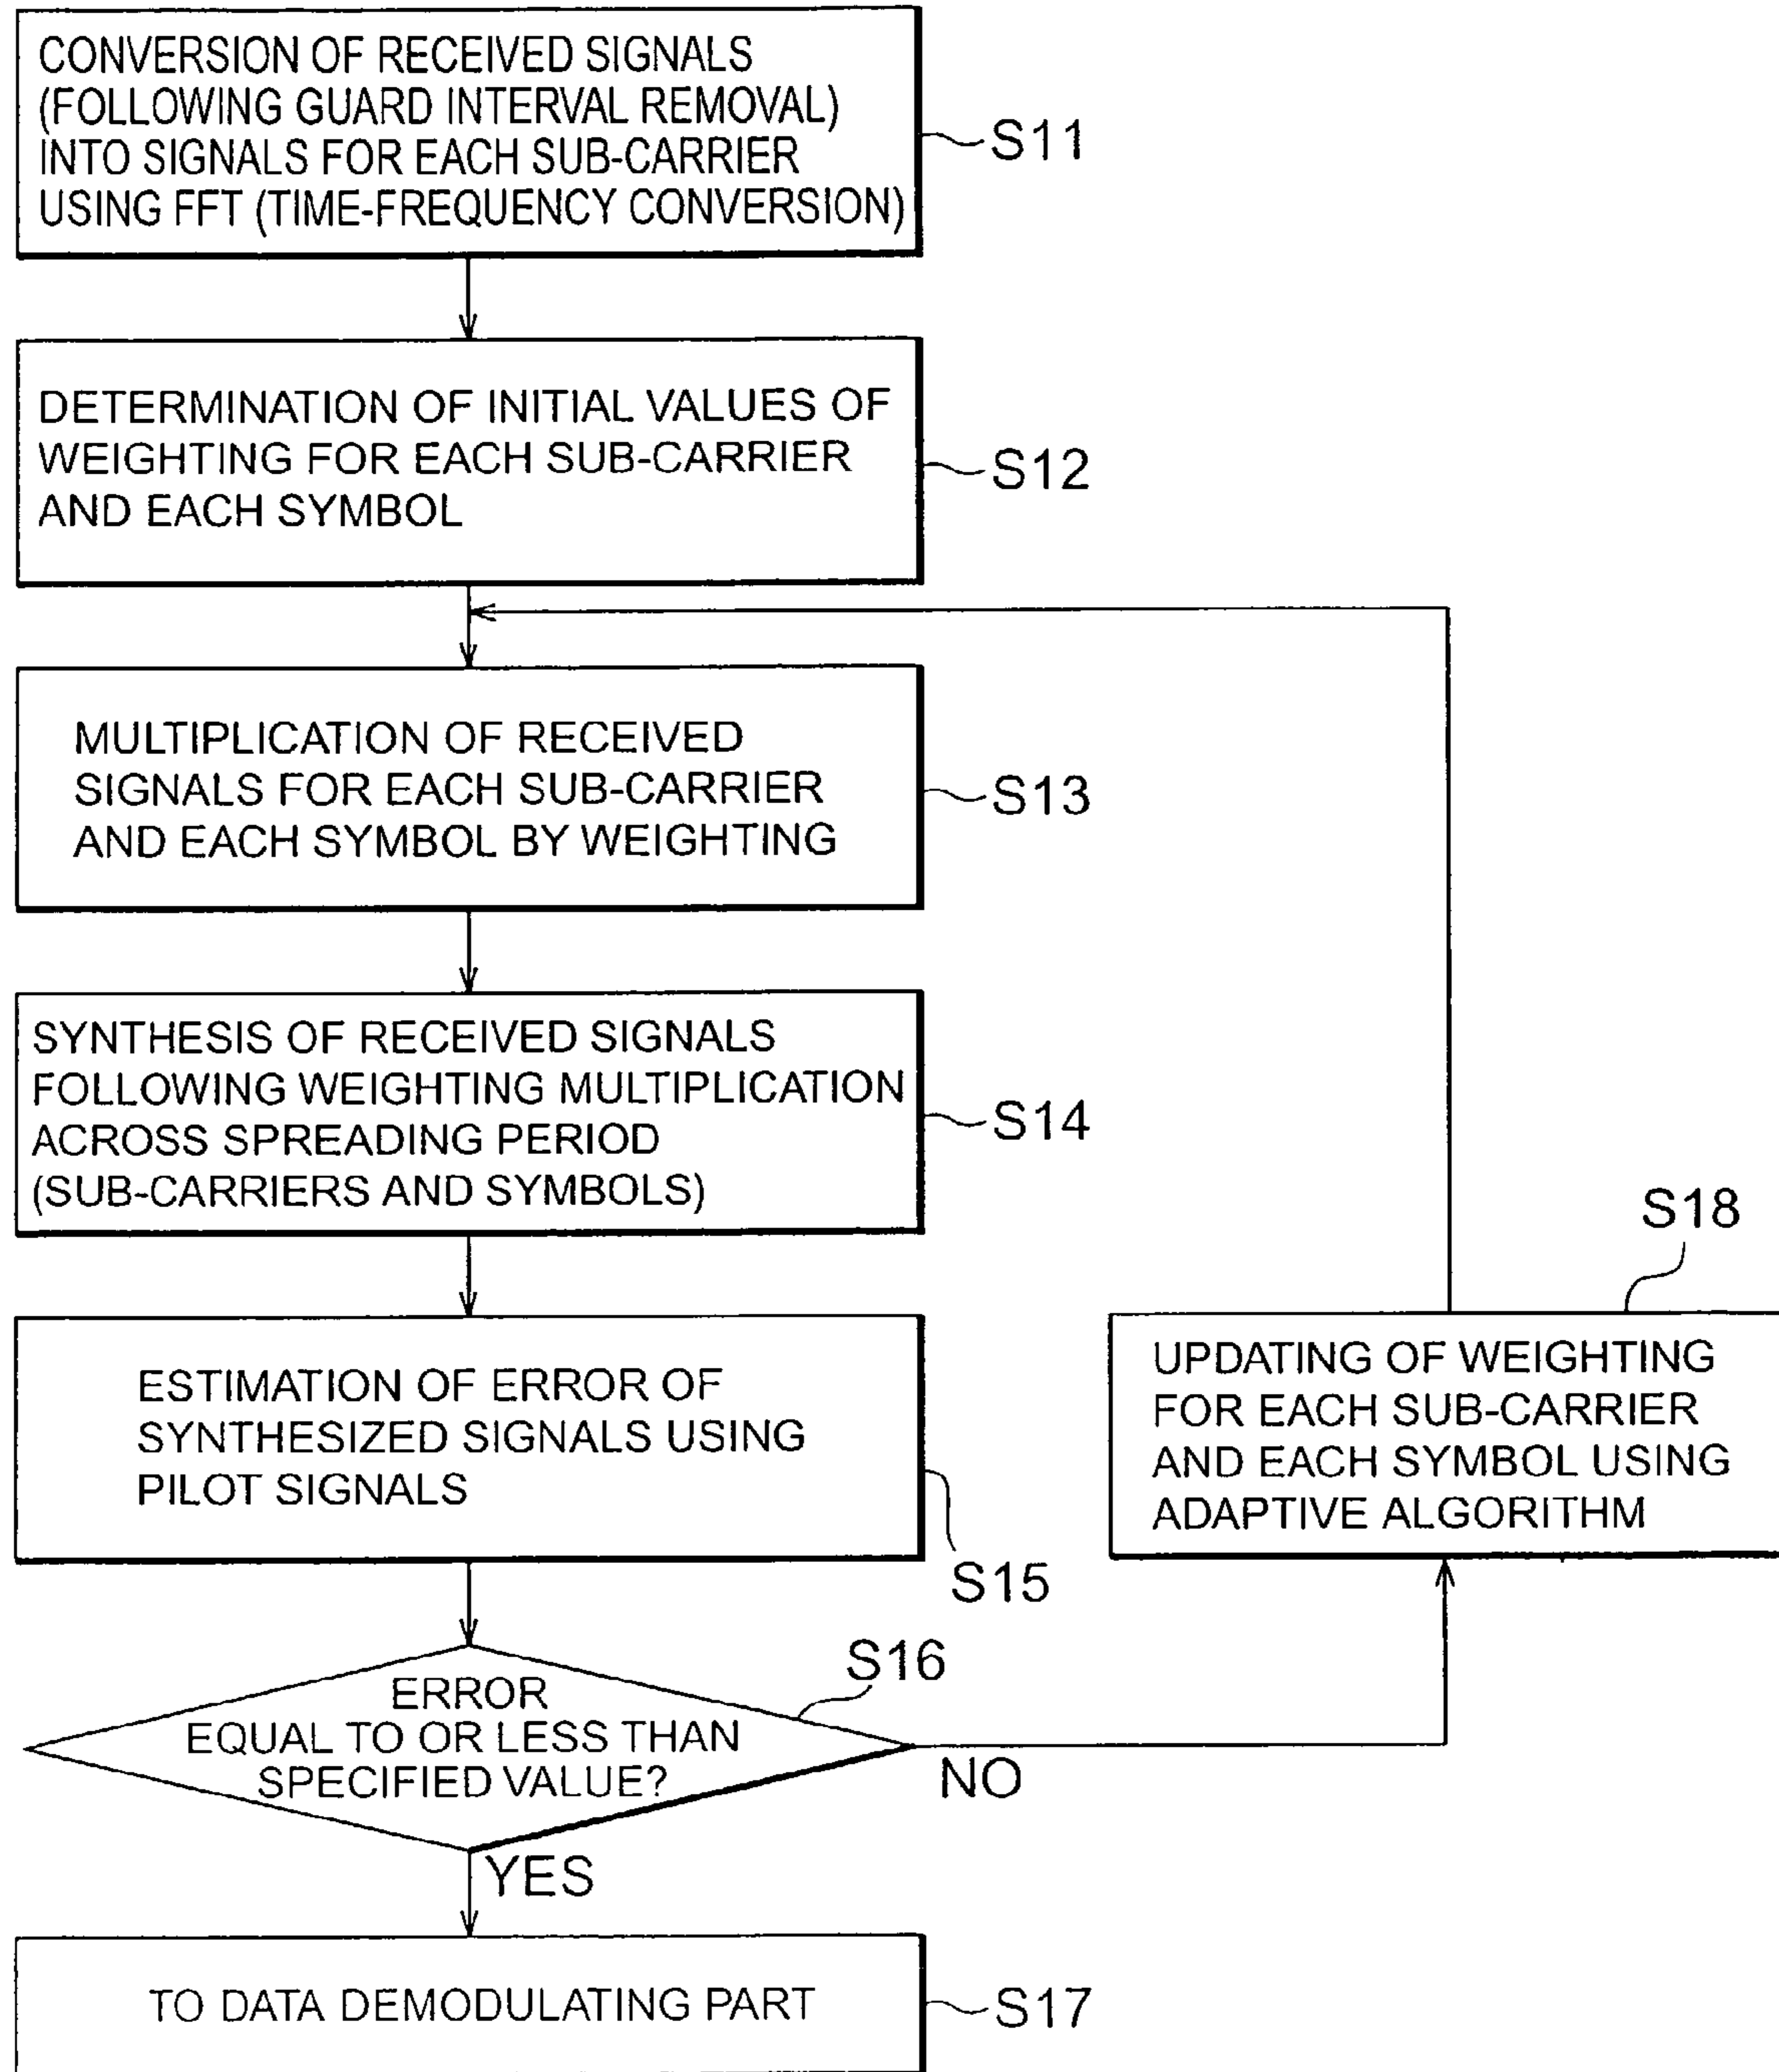 CONVERSION OF RECEIVED SIGNALS
(FOLLOWING GUARD INTERVAL REMOVAL)
INTO SIGNALS FOR EACH SUB-CARRIER
USING FFT (TIME-FREQUENCY CONVERSION)
S11
DETERMINATION OF INITIAL VALUES OF
WEIGHTING FOR EACH SUB-CARRIER
AND EACH SYMBOL
S12
MULTIPLICATION OF RECEIVED
SIGNALS FOR EACH SUB-CARRIER
AND EACH SYMBOL BY WEIGHTING
S13
SYNTHESIS OF RECEIVED SIGNALS
FOLLOWING WEIGHTING MULTIPLICATION
ACROSS SPREADING PERIOD
(SUB-CARRIERS AND SYMBOLS)
S14
ESTIMATION OF ERROR OF
SYNTHESIZED SIGNALS USING
PILOT SIGNALS
S15
S18
UPDATING OF WEIGHTING
FOR EACH SUB-CARRIER
AND EACH SYMBOL USING
ADAPTIVE ALGORITHM
S16
ERROR
EQUAL TO OR LESS THAN
SPECIFIED VALUE?
NO
YES
TO DATA DEMODULATING PART
S17